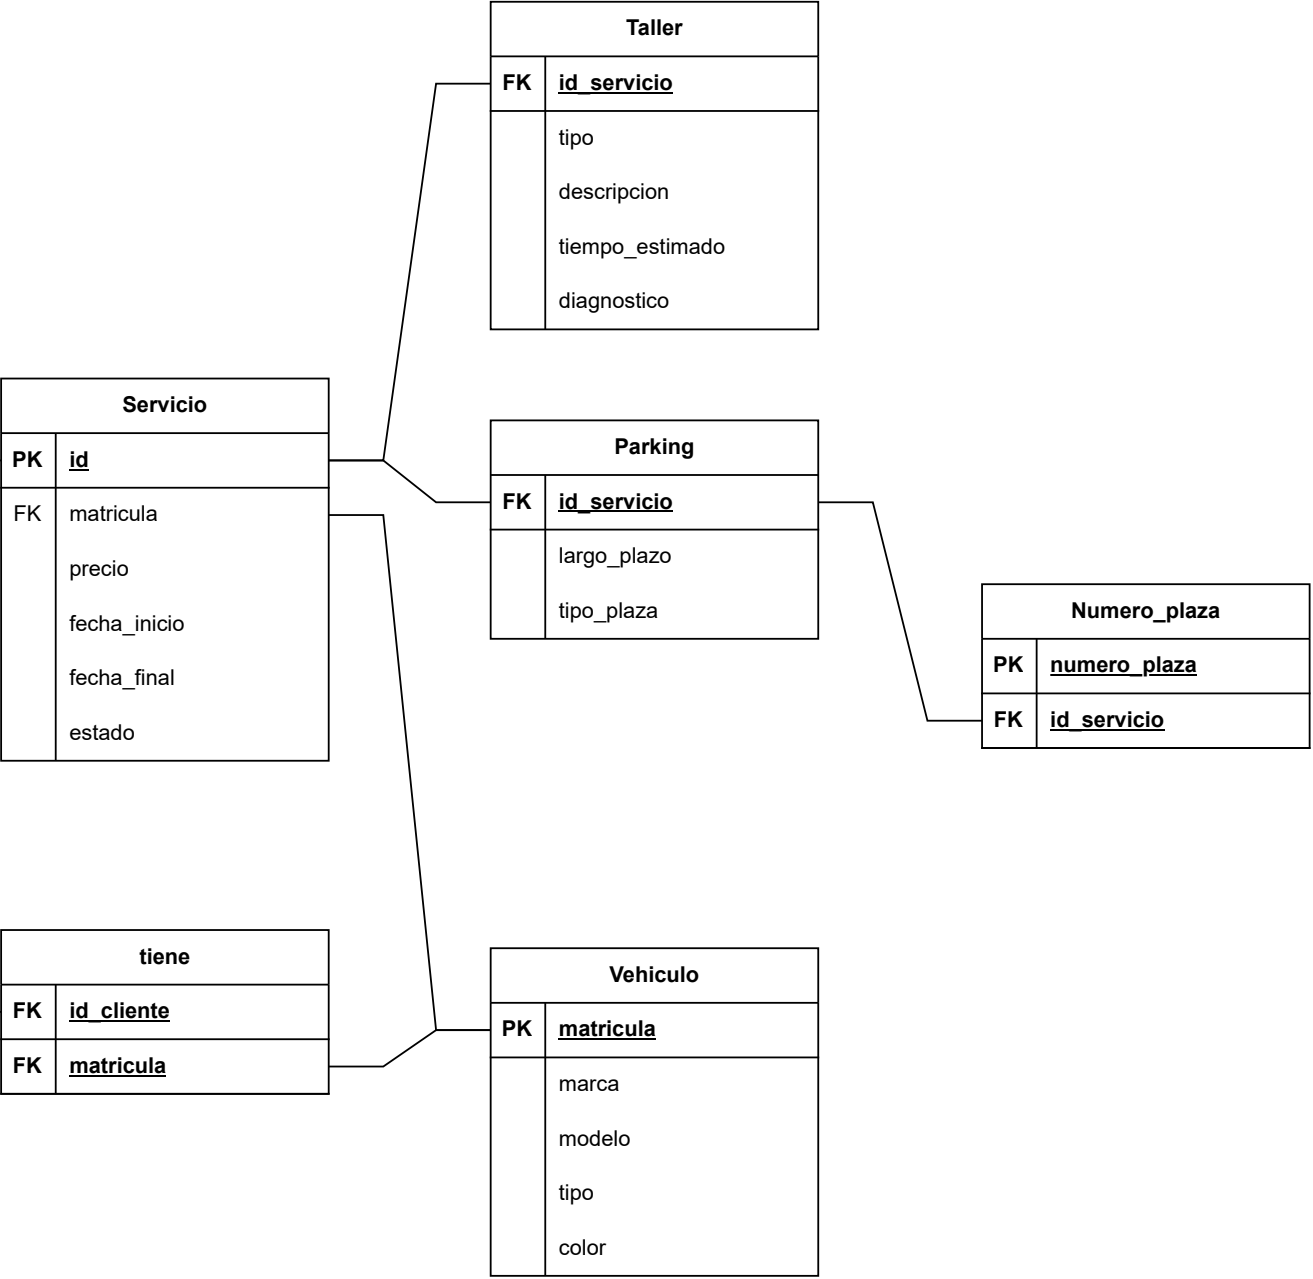 Taller
FK id_servicio
tipo
descripcion
tiempo_estimado
diagnostico
Servicio
PK id
FK matricula
precio
fecha_inicio
fecha_final
estado
Parking
FK id_servicio
largo_plazo
tipo_plaza
Numero_plaza
PK numero_plaza
FK id_servicio
tiene
FK id_cliente
FK matricula
Vehiculo
PK matricula
marca
modelo
tipo
color